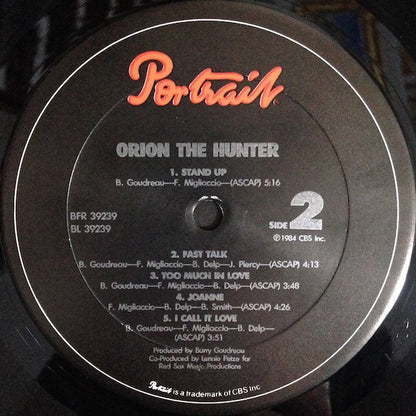 Portrait
ORION THE HUNTER
1. STAND UP
B. Goudreau—F. Migliaccio—(ASCAP) 5:16
BFR 39239
BL 39239
SIDE 2
℗ 1984 CBS Inc.
2. FAST TALK
B. Goudreau—F. Migliaccio—B. Delp—J. Piercy—(ASCAP) 4:13
3. TOO MUCH IN LOVE
B. Goudreau—F. Migliaccio—B. Delp—(ASCAP) 3:48
4. JOANNE
F. Migliaccio—B. Delp—B. Smith—(ASCAP) 4:26
5. I CALL IT LOVE
B. Goudreau—F. Migliaccio—B. Delp—
(ASCAP) 3:51
Produced by Barry Goudreau
Co-Produced by Lennie Petze for
Red Sox Music Productions
Portrait is a trademark of CBS Inc